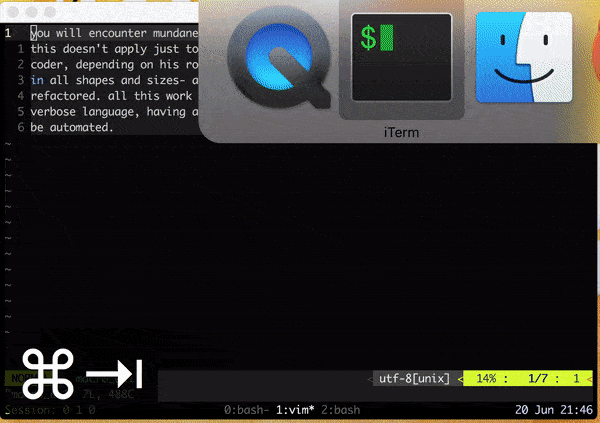 $
iTerm
1 you will encounter mundane
1 this doesn't apply just to
2 coder, depending on his ro
3 in all shapes and sizes- a
4 refactored. all this work
5 verbose language, having a
6 be automated.
~
~
~
~
~
~
~
~
~
~
~
~
⌘ ⇥
< utf-8[unix] < 14% : 1/7 : 1
7L, 488C
Session: 0 1 0 0:bash- 1:vim* 2:bash 20 Jun 21:46